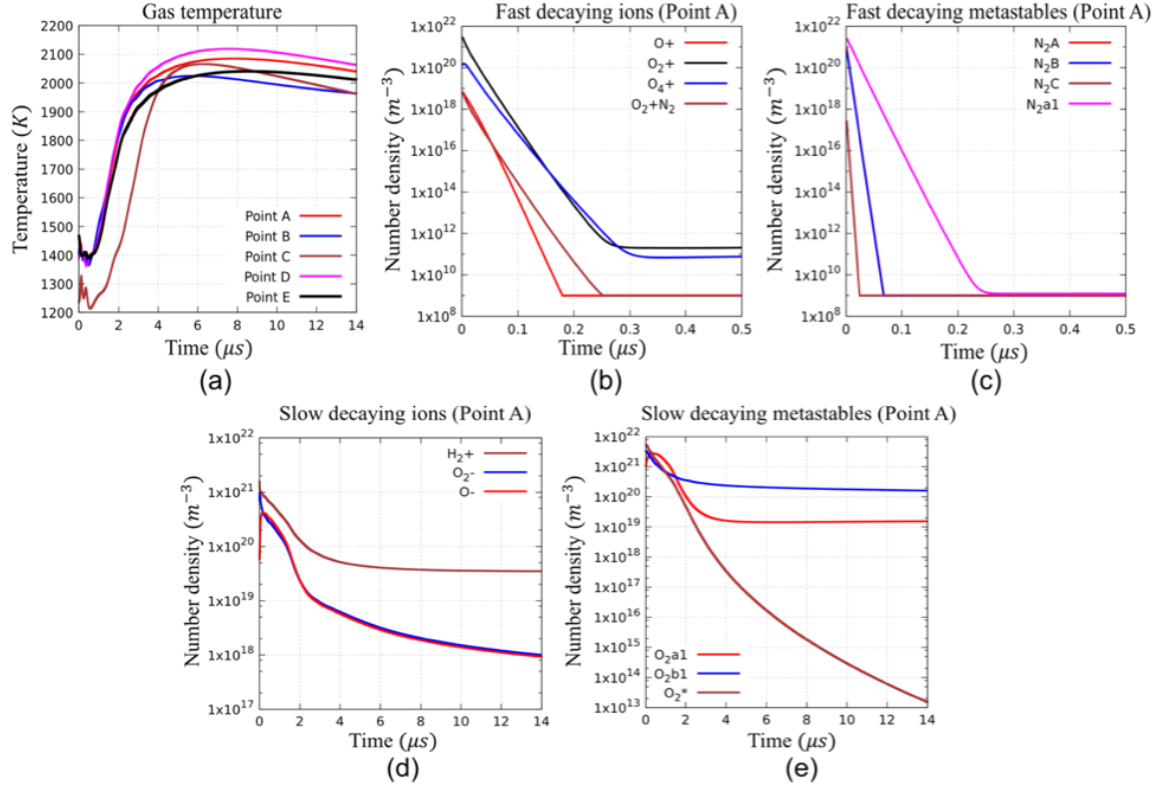 Gas temperature
2200
2100
2000
1900
1800
1700
1600
1500
1400
1300
1200
Temperature (K)
Point A
Point B
Point C
Point D
Point E
0 2 4 6 8 10 12 14
Time (μs)
(a)
Fast decaying ions (Point A)
1x10^22
1x10^20
1x10^18
1x10^16
1x10^14
1x10^12
1x10^10
1x10^8
Number density (m^−3)
O+
O2+
O4+
O2+N2
0 0.1 0.2 0.3 0.4 0.5
Time (μs)
(b)
Fast decaying metastables (Point A)
1x10^22
1x10^20
1x10^18
1x10^16
1x10^14
1x10^12
1x10^10
1x10^8
Number density (m^−3)
N2A
N2B
N2C
N2a1
0 0.1 0.2 0.3 0.4 0.5
Time (μs)
(c)
Slow decaying ions (Point A)
1x10^22
1x10^21
1x10^20
1x10^19
1x10^18
1x10^17
Number density (m^−3)
H2+
O2-
O-
0 2 4 6 8 10 12 14
Time (μs)
(d)
Slow decaying metastables (Point A)
1x10^22
1x10^21
1x10^20
1x10^19
1x10^18
1x10^17
1x10^16
1x10^15
1x10^14
1x10^13
Number density (m^−3)
O2a1
O2b1
O2*
0 2 4 6 8 10 12 14
Time (μs)
(e)